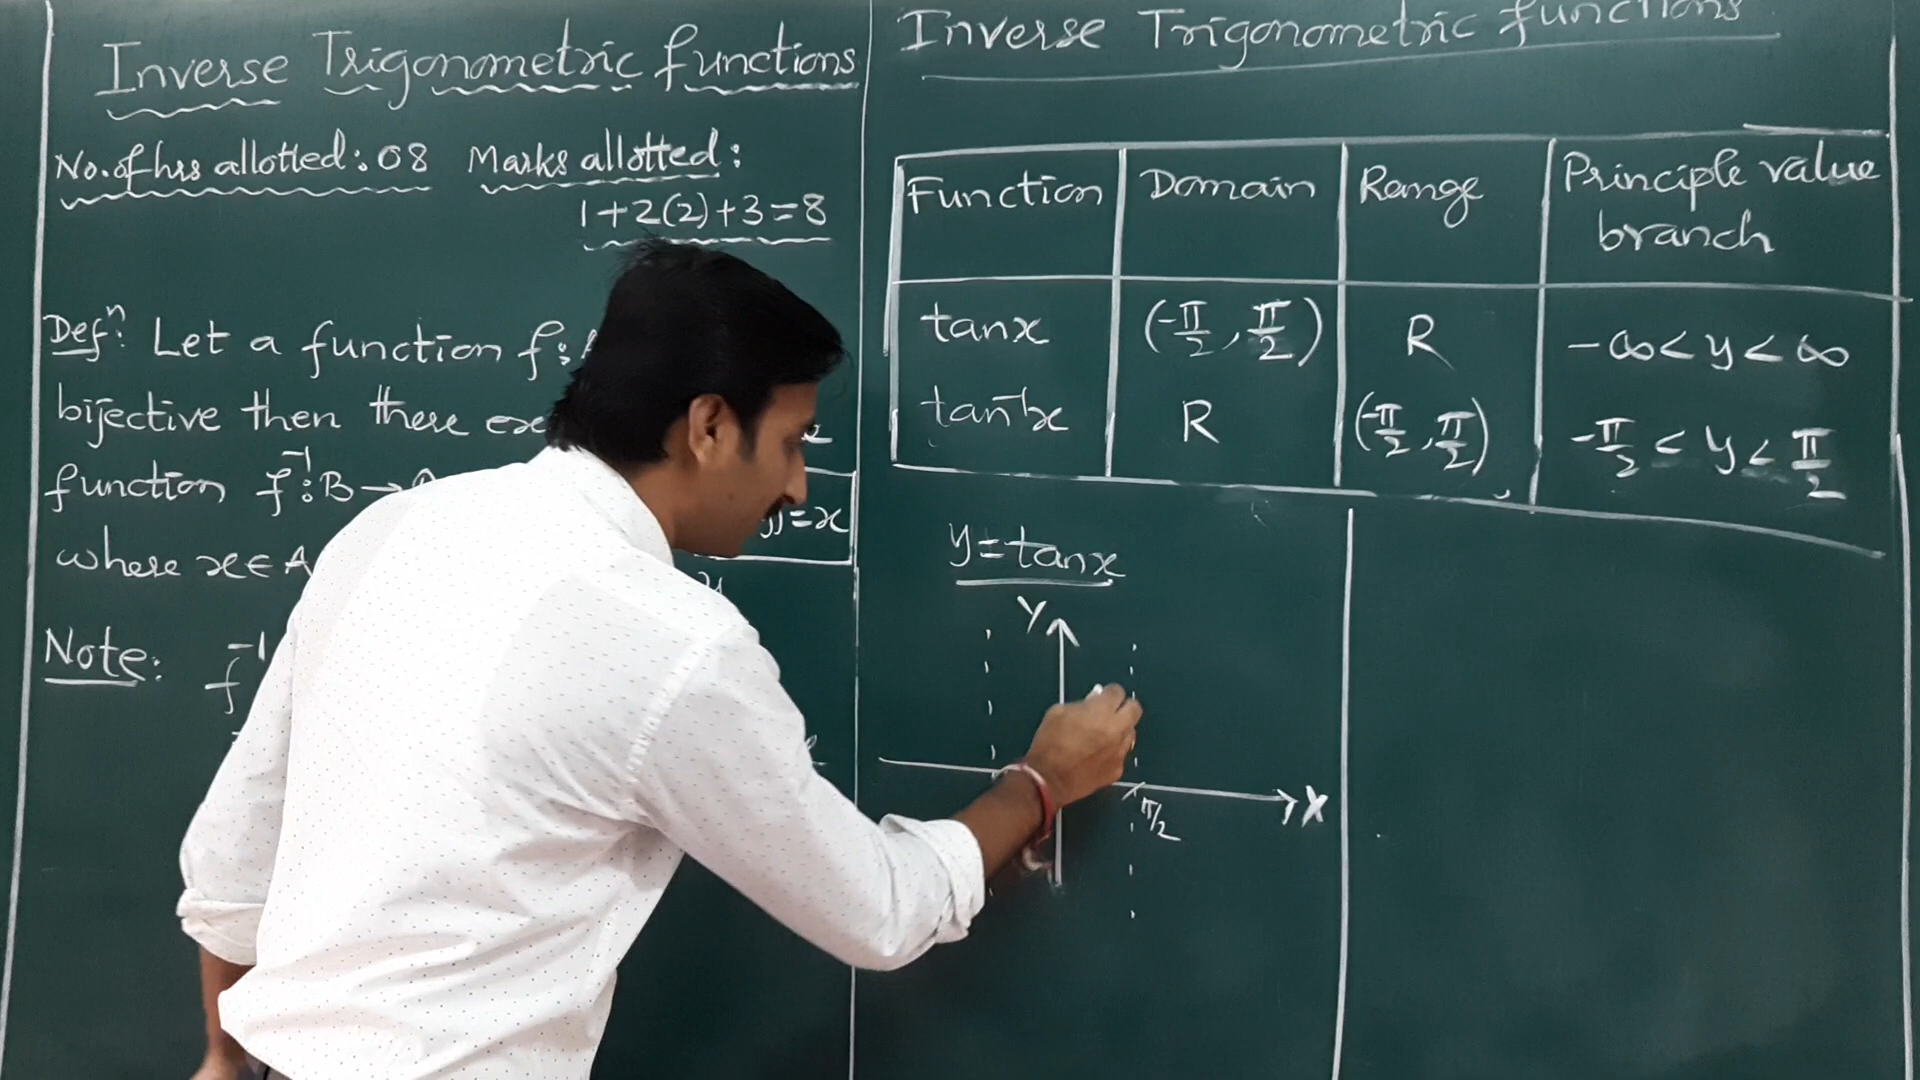 Inverse Trigonometric functions
No. of hrs allotted: 08 Marks allotted:
1+2(2)+3=8
Defⁿ: Let a function f:
bijective then there
function f⁻¹:B→
where x∈A
y)=x
Note: f⁻¹
Inverse Trigonometric functions
Function Domain Range Principle value branch
tanx (-π/2, π/2) R -∞<y<∞
tan⁻¹x R (-π/2, π/2) -π/2<y<π/2
y=tanx
Y
X
π/2